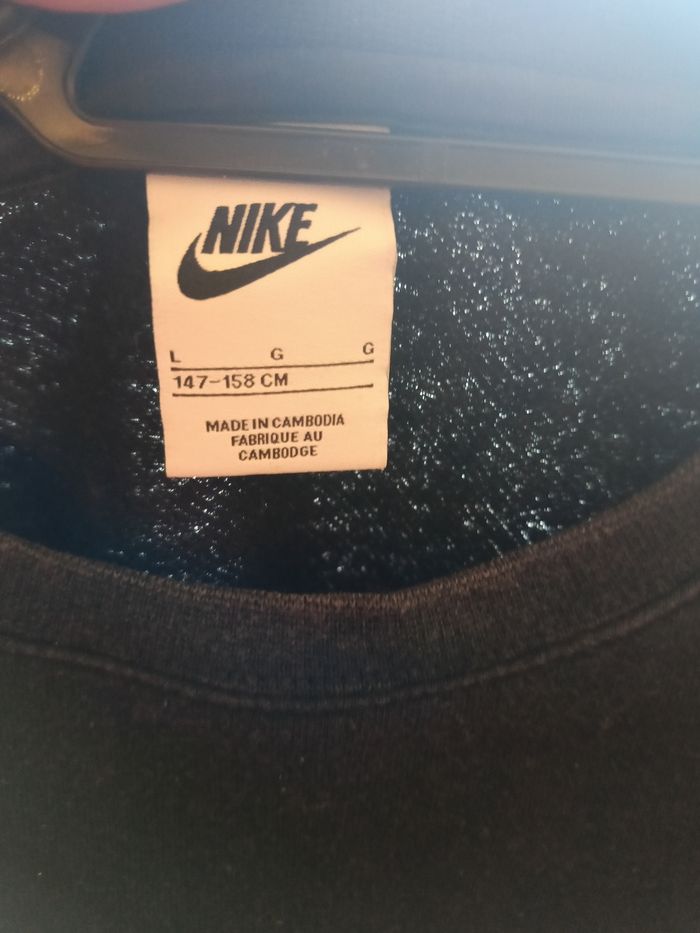 NIKE
L G G
147-158 CM
MADE IN CAMBODIA
FABRIQUE AU
CAMBODGE